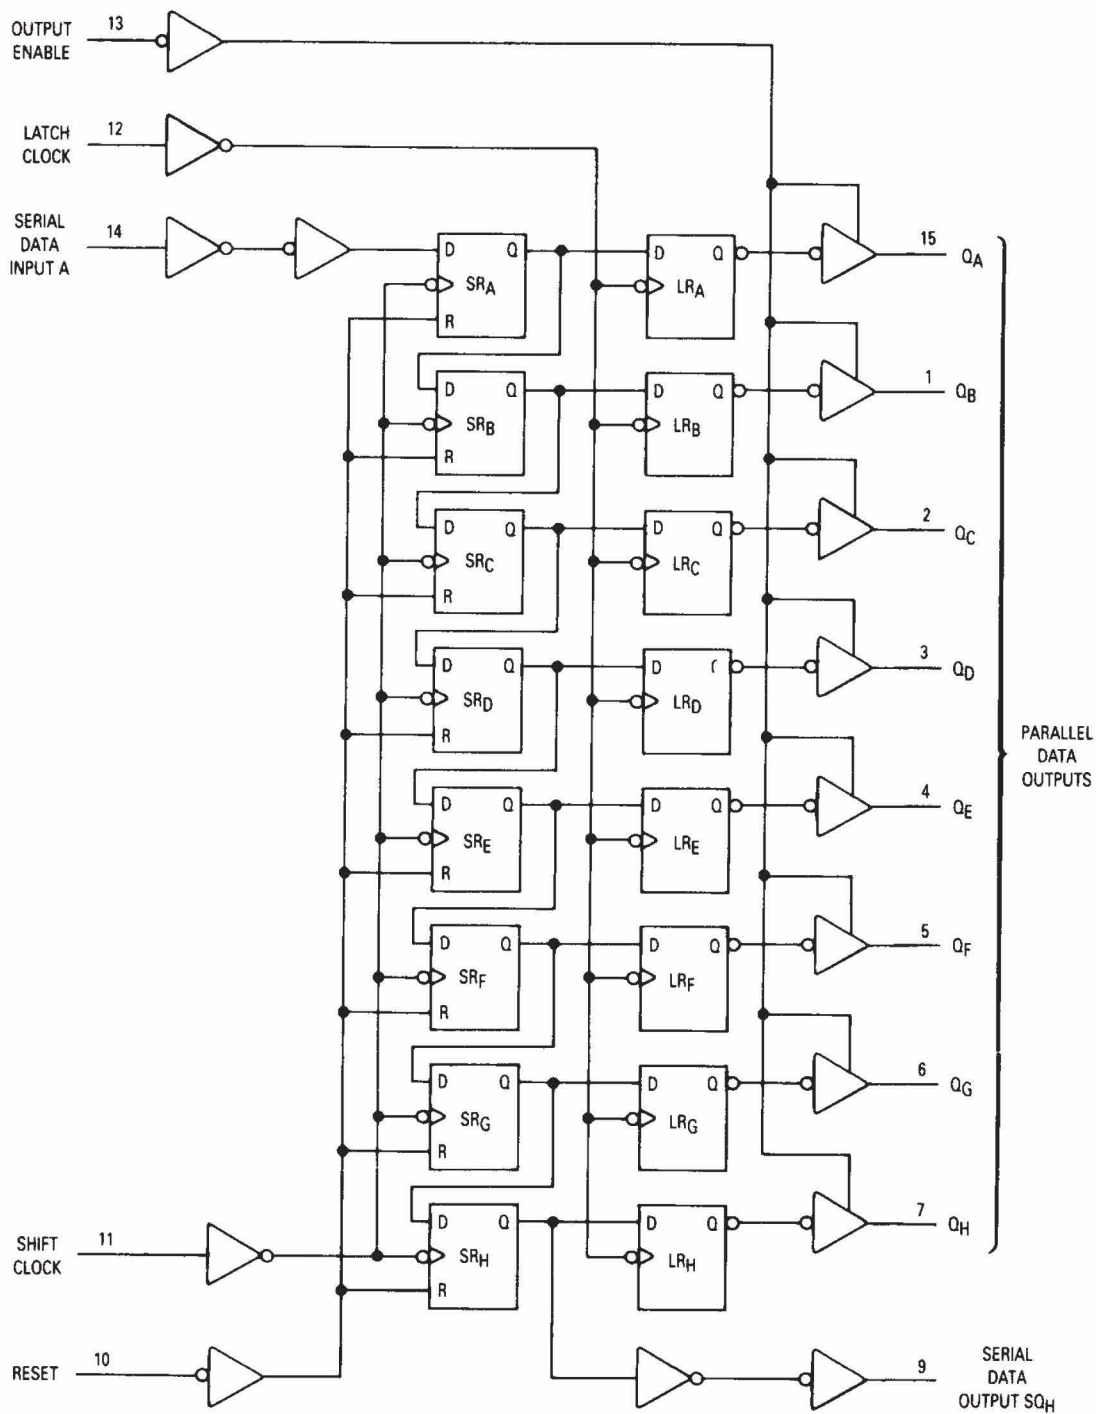 OUTPUT
ENABLE
13
LATCH
CLOCK
12
SERIAL
DATA
INPUT A
14
D Q
SRA
R
D Q
LRA
15
QA
D Q
SRB
R
D Q
LRB
1
QB
D Q
SRC
R
D Q
LRC
2
QC
D Q
SRD
R
D
LRD
3
QD
PARALLEL
DATA
OUTPUTS
D Q
SRE
R
D Q
LRE
4
QE
D Q
SRF
R
D Q
LRF
5
QF
D Q
SRG
R
D Q
LRG
6
QG
D Q
SRH
R
D Q
LRH
7
QH
SHIFT
CLOCK
11
RESET
10
9
SERIAL
DATA
OUTPUT SQH